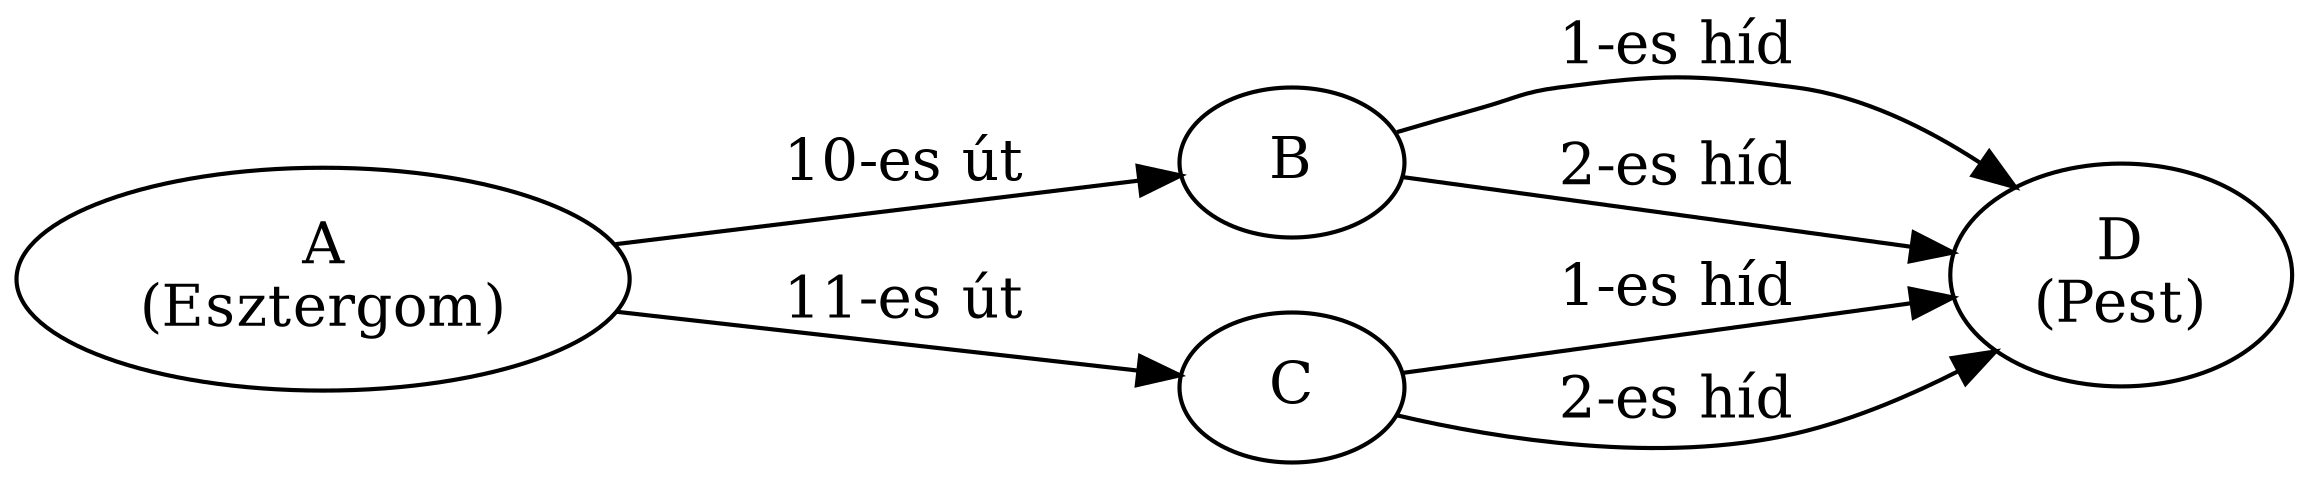 A
(Esztergom)
10-es út
11-es út
B
C
1-es híd
2-es híd
1-es híd
2-es híd
D
(Pest)